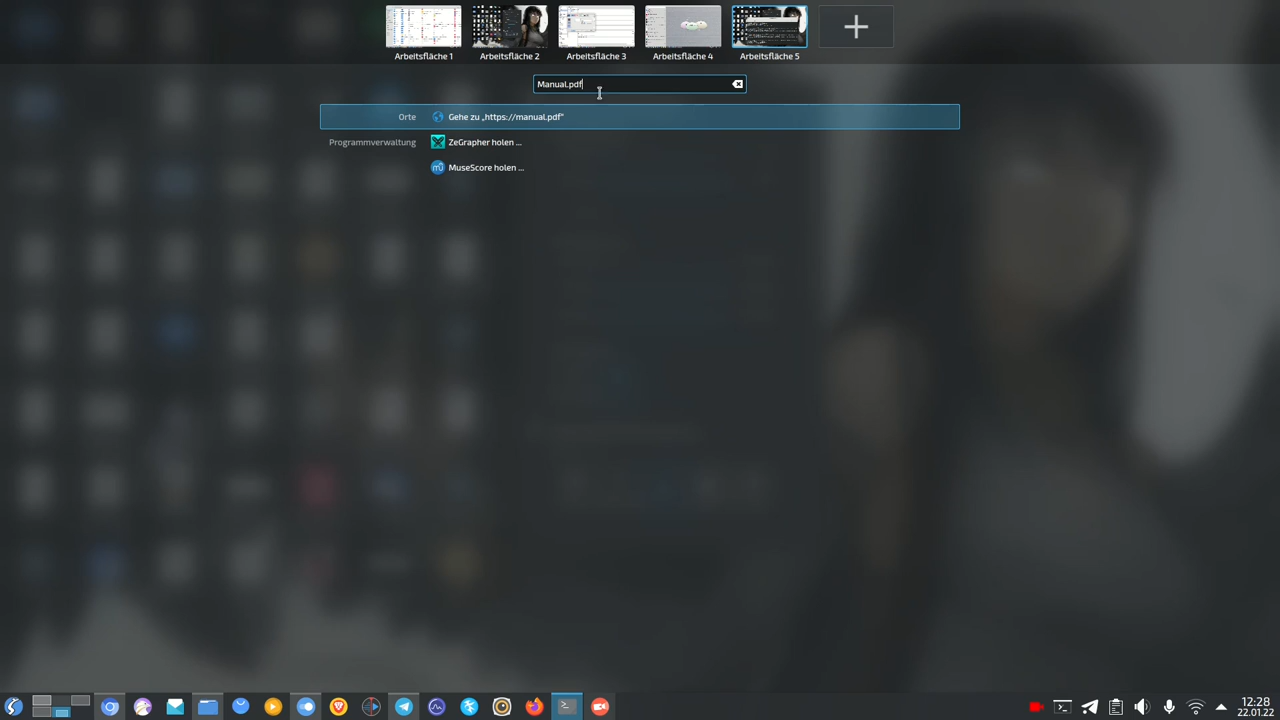 Arbeitsfläche 1
Arbeitsfläche 2
Arbeitsfläche 3
Arbeitsfläche 4
Arbeitsfläche 5
Manual.pdf
Orte
Gehe zu „https://manual.pdf“
Programmverwaltung
ZeGrapher holen ...
MuseScore holen ...
12:28
22.01.22